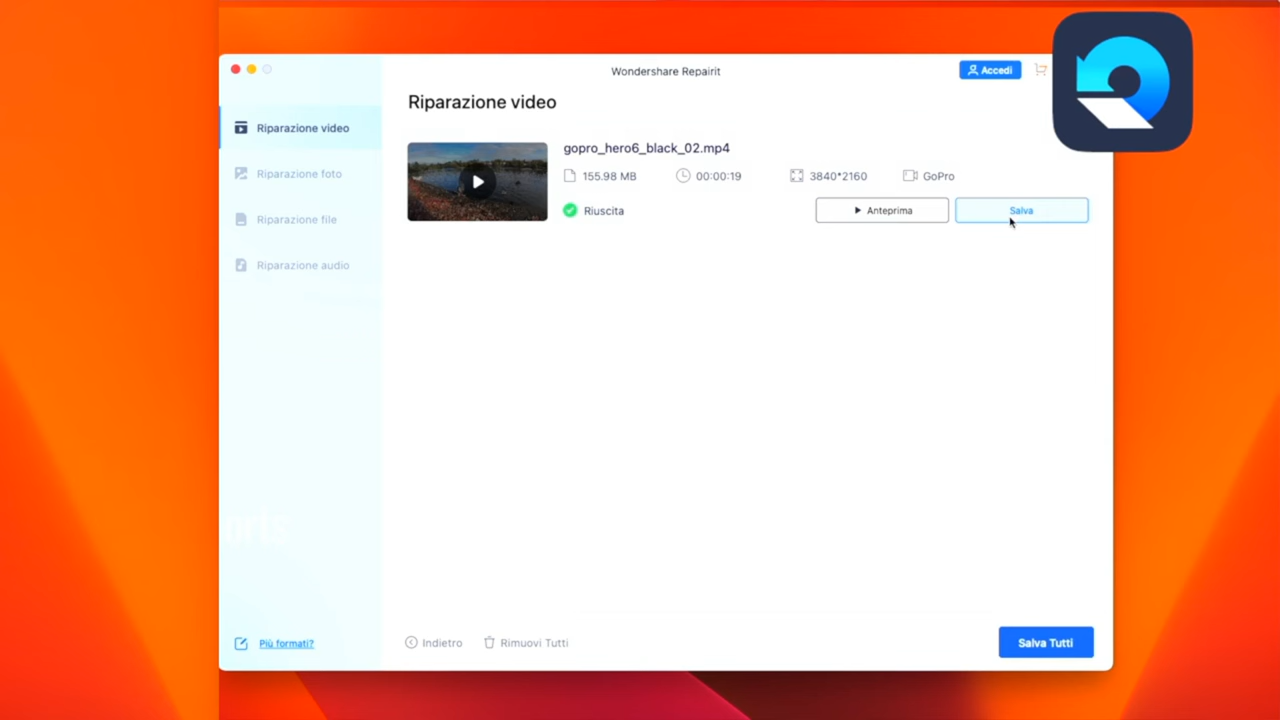 Wondershare Repairit
Accedi
Riparazione video
Riparazione video
Riparazione foto
Riparazione file
Riparazione audio
gopro_hero6_black_02.mp4
155.98 MB 00:00:19 3840*2160 GoPro
Riuscita
Anteprima Salva
Più formati?
Indietro Rimuovi Tutti Salva Tutti